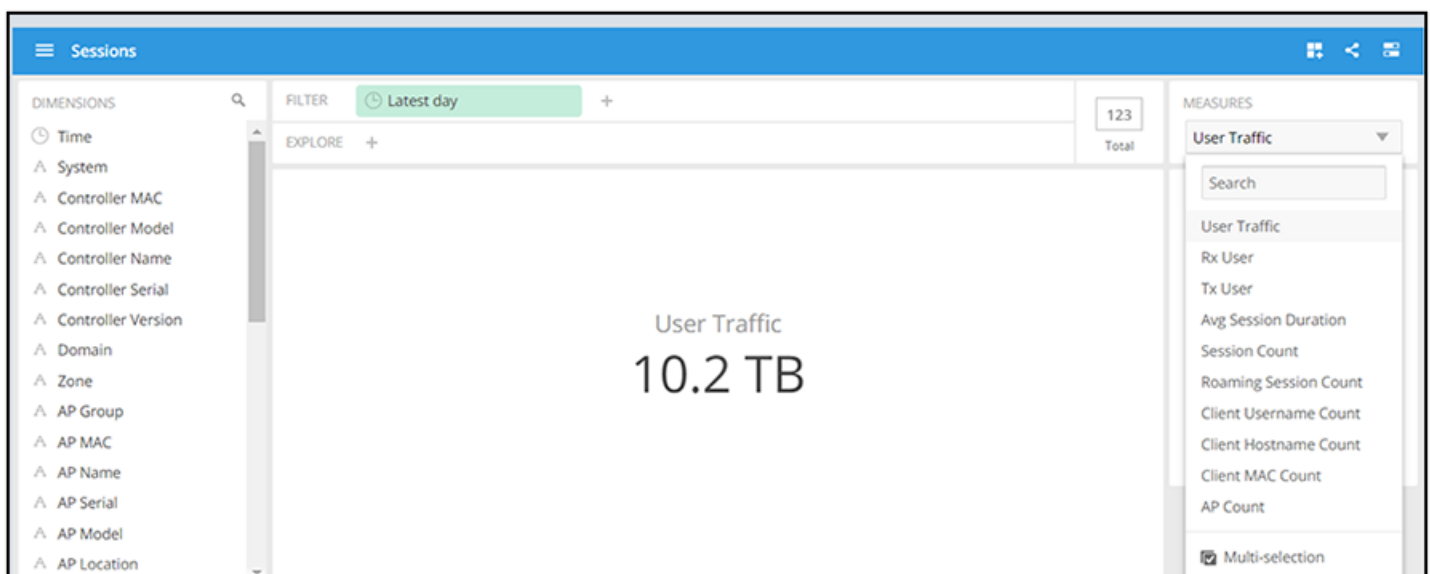 Sessions
DIMENSIONS
Time
System
Controller MAC
Controller Model
Controller Name
Controller Serial
Controller Version
Domain
Zone
AP Group
AP MAC
AP Name
AP Serial
AP Model
AP Location
FILTER Latest day +
EXPLORE +
123
Total
User Traffic
10.2 TB
MEASURES
User Traffic
Search
User Traffic
Rx User
Tx User
Avg Session Duration
Session Count
Roaming Session Count
Client Username Count
Client Hostname Count
Client MAC Count
AP Count
Multi-selection